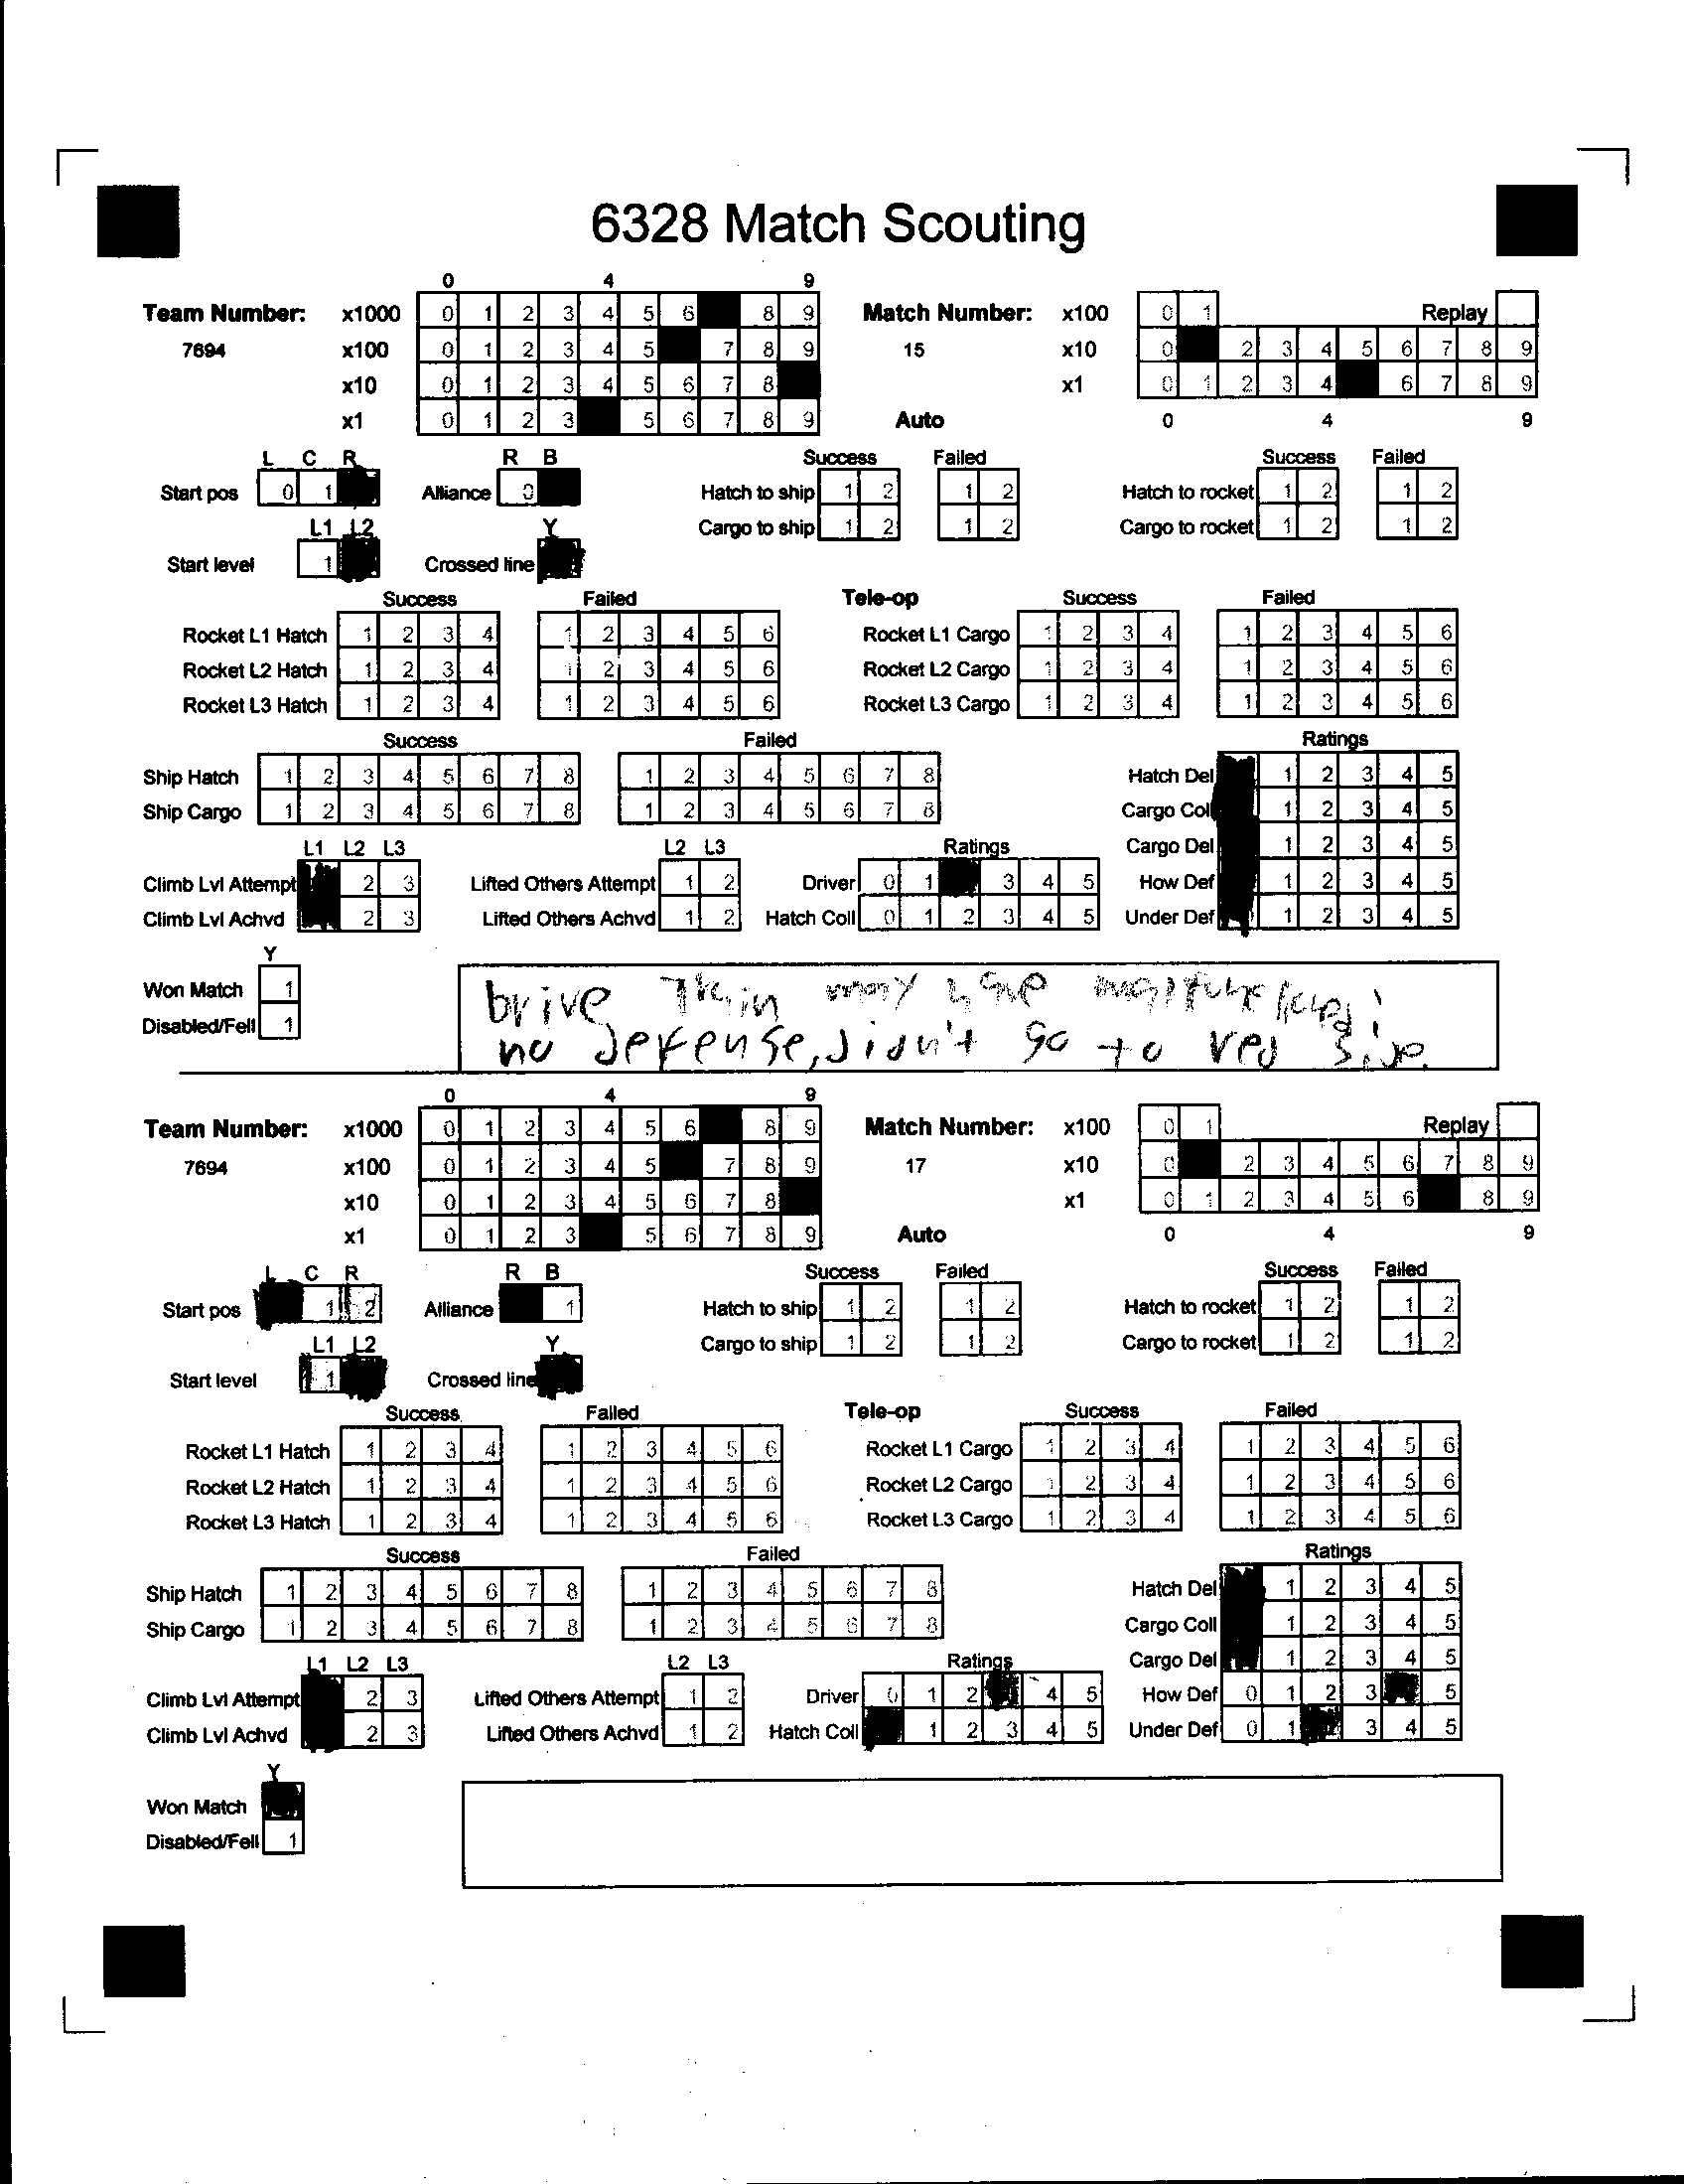 6328 Match Scouting
0 4 9
Team Number: x1000 0 1 2 3 4 5 6 8 9 Match Number: x100 0 1 Replay
7694 x100 0 1 2 3 4 5 7 8 9 15 x10 0 2 3 4 5 6 7 8 9
x10 0 1 2 3 4 5 6 7 8 x1 0 1 2 3 4 6 7 8 9
x1 0 1 2 3 5 6 7 8 9 Auto 0 4 9
L C R R B Success Failed Success Failed
Start pos 0 1 Alliance 0 Hatch to ship 1 2 1 2 Hatch to rocket 1 2 1 2
L1 L2 Y Cargo to ship 1 2 1 2 Cargo to rocket 1 2 1 2
Start level 1 Crossed line
Success Failed Tele-op Success Failed
Rocket L1 Hatch 1 2 3 4 1 2 3 4 5 6 Rocket L1 Cargo 1 2 3 4 1 2 3 4 5 6
Rocket L2 Hatch 1 2 3 4 1 2 3 4 5 6 Rocket L2 Cargo 1 2 3 4 1 2 3 4 5 6
Rocket L3 Hatch 1 2 3 4 1 2 3 4 5 6 Rocket L3 Cargo 1 2 3 4 1 2 3 4 5 6
Success Failed Ratings
Ship Hatch 1 2 3 4 5 6 7 8 1 2 3 4 5 6 7 8 Hatch Del 1 2 3 4 5
Ship Cargo 1 2 3 4 5 6 7 8 1 2 3 4 5 6 7 8 Cargo Coll 1 2 3 4 5
L1 L2 L3 L2 L3 Ratings Cargo Del 1 2 3 4 5
Climb Lvl Attempt 2 3 Lifted Others Attempt 1 2 Driver 0 1 3 4 5 How Def 1 2 3 4 5
Climb Lvl Achvd 2 3 Lifted Others Achvd 1 2 Hatch Coll 0 1 2 3 4 5 Under Def 1 2 3 4 5
Y
Won Match 1
Disabled/Fell 1
Drive Train may have
no defense, didn't go to red side.
0 4 9
Team Number: x1000 0 1 2 3 4 5 6 8 9 Match Number: x100 0 1 Replay
7694 x100 0 1 2 3 4 5 7 8 9 17 x10 0 2 3 4 5 6 7 8 9
x10 0 1 2 3 4 5 6 7 8 x1 0 1 2 3 4 5 6 8 9
x1 0 1 2 3 5 6 7 8 9 Auto 0 4 9
L C R R B Success Failed Success Failed
Start pos 1 2 Alliance 1 Hatch to ship 1 2 1 2 Hatch to rocket 1 2 1 2
L1 L2 Y Cargo to ship 1 2 1 2 Cargo to rocket 1 2 1 2
Start level 1 Crossed line
Success Failed Tele-op Success Failed
Rocket L1 Hatch 1 2 3 4 1 2 3 4 5 6 Rocket L1 Cargo 1 2 3 4 1 2 3 4 5 6
Rocket L2 Hatch 1 2 3 4 1 2 3 4 5 6 Rocket L2 Cargo 1 2 3 4 1 2 3 4 5 6
Rocket L3 Hatch 1 2 3 4 1 2 3 4 5 6 Rocket L3 Cargo 1 2 3 4 1 2 3 4 5 6
Success Failed Ratings
Ship Hatch 1 2 3 4 5 6 7 8 1 2 3 4 5 6 7 8 Hatch Del 1 2 3 4 5
Ship Cargo 1 2 3 4 5 6 7 8 1 2 3 4 5 6 7 8 Cargo Coll 1 2 3 4 5
L1 L2 L3 L2 L3 Ratings Cargo Del 1 2 3 4 5
Climb Lvl Attempt 2 3 Lifted Others Attempt 1 2 Driver 0 1 2 4 5 How Def 0 1 2 3 5
Climb Lvl Achvd 2 3 Lifted Others Achvd 1 2 Hatch Coll 1 2 3 4 5 Under Def 0 1 3 4 5
Y
Won Match
Disabled/Fell 1